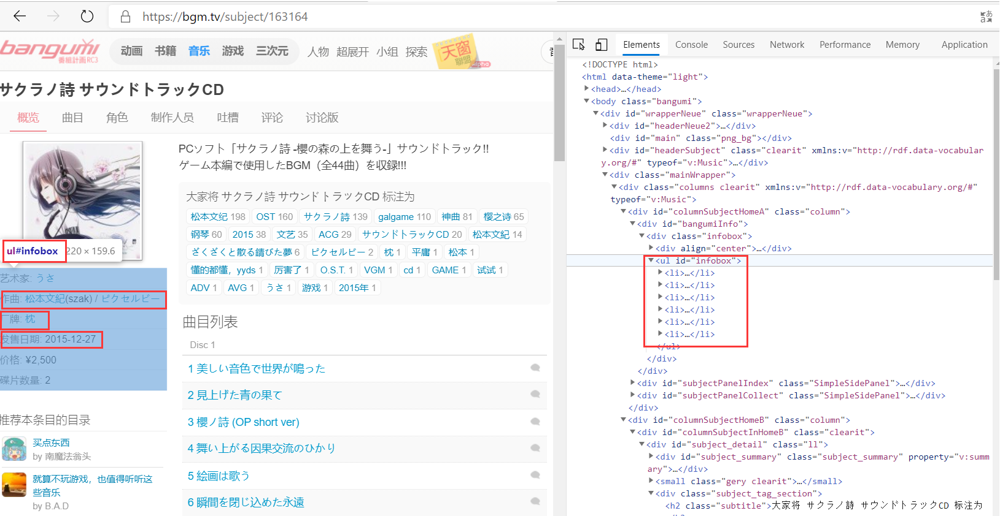 https://bgm.tv/subject/163164
bangumi
番組計画RC3
动画 书籍 音乐 游戏 三次元
人物 超展开 小组 探索
天窗
联盟
Alpha
サクラノ詩 サウンドトラックCD
概览 曲目 角色 制作人员 吐槽 评论 讨论版
ul#infobox 220 × 159.6
艺术家: うさ
作曲: 松本文紀(szak) / ピクセルビー
厂牌: 枕
发售日期: 2015-12-27
价格: ¥2,500
碟片数量: 2
推荐本条目的目录
买点东西
by 南魔法翁头
就算不玩游戏，也值得听听这
些音乐
by B.A.D
PCソフト「サクラノ詩 -櫻の森の上を舞う-」サウンドトラック!!
ゲーム本編で使用したBGM（全44曲）を収録!!!
大家将 サクラノ詩 サウンドトラックCD 标注为
松本文纪 198 OST 160 サクラノ詩 139 galgame 110 神曲 81 樱之诗 65
钢琴 60 2015 38 文艺 35 ACG 29 サウンドトラックCD 20 松本文紀 14
ざくざくと散る錆びた夢 6 ピクセルビー 2 枕 1 平庸 1 松本 1
懂的都懂，yyds 1 厉害了 1 O.S.T. 1 VGM 1 cd 1 GAME 1 试试 1
ADV 1 AVG 1 うさ 1 游戏 1 2015年 1
曲目列表
Disc 1
1 美しい音色で世界が鳴った
2 見上げた青の果て
3 櫻ノ詩 (OP short ver)
4 舞い上がる因果交流のひかり
5 絵画は歌う
6 瞬間を閉じ込めた永遠
Elements Console Sources Network Performance Memory Application
<!DOCTYPE html>
<html data-theme="light">
<head>…</head>
<body class="bangumi">
<div id="wrapperNeue" class="wrapperNeue">
<div id="headerNeue2">…</div>
<div id="main" class="png_bg"></div>
<div id="headerSubject" class="clearit" xmlns:v="http://rdf.data-vocabular
y.org/#" typeof="v:Music">…</div>
<div class="mainWrapper">
<div class="columns clearit" xmlns:v="http://rdf.data-vocabulary.org/#"
typeof="v:Music">
<div id="columnSubjectHomeA" class="column">
<div id="bangumiInfo">
<div class="infobox">
<div align="center">…</div>
<ul id="infobox">
<li>…</li>
<li>…</li>
<li>…</li>
<li>…</li>
<li>…</li>
<li>…</li>
</ul>
</div>
</div>
<div id="subjectPanelIndex" class="SimpleSidePanel">…</div>
<div id="subjectPanelCollect" class="SimpleSidePanel">…</div>
</div>
<div id="columnSubjectHomeB" class="column">
<div id="columnSubjectInHomeB" class="clearit">
<div id="subject_detail" class="ll">
<div id="subject_summary" class="subject_summary" property="v:summ
ary">…</div>
<small class="gery clearit">…</small>
<div class="subject_tag_section">
<h2 class="subtitle">大家将 サクラノ詩 サウンドトラックCD 标注为